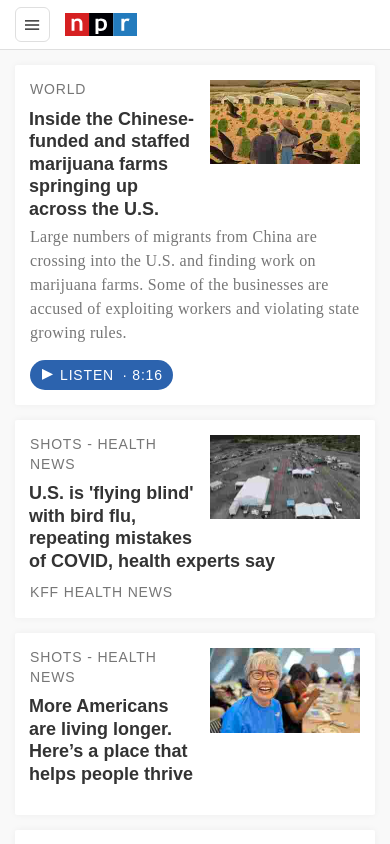 npr
WORLD
Inside the Chinese-
funded and staffed
marijuana farms
springing up
across the U.S.
Large numbers of migrants from China are
crossing into the U.S. and finding work on
marijuana farms. Some of the businesses are
accused of exploiting workers and violating state
growing rules.
LISTEN · 8:16
SHOTS - HEALTH
NEWS
U.S. is 'flying blind'
with bird flu,
repeating mistakes
of COVID, health experts say
KFF HEALTH NEWS
SHOTS - HEALTH
NEWS
More Americans
are living longer.
Here’s a place that
helps people thrive